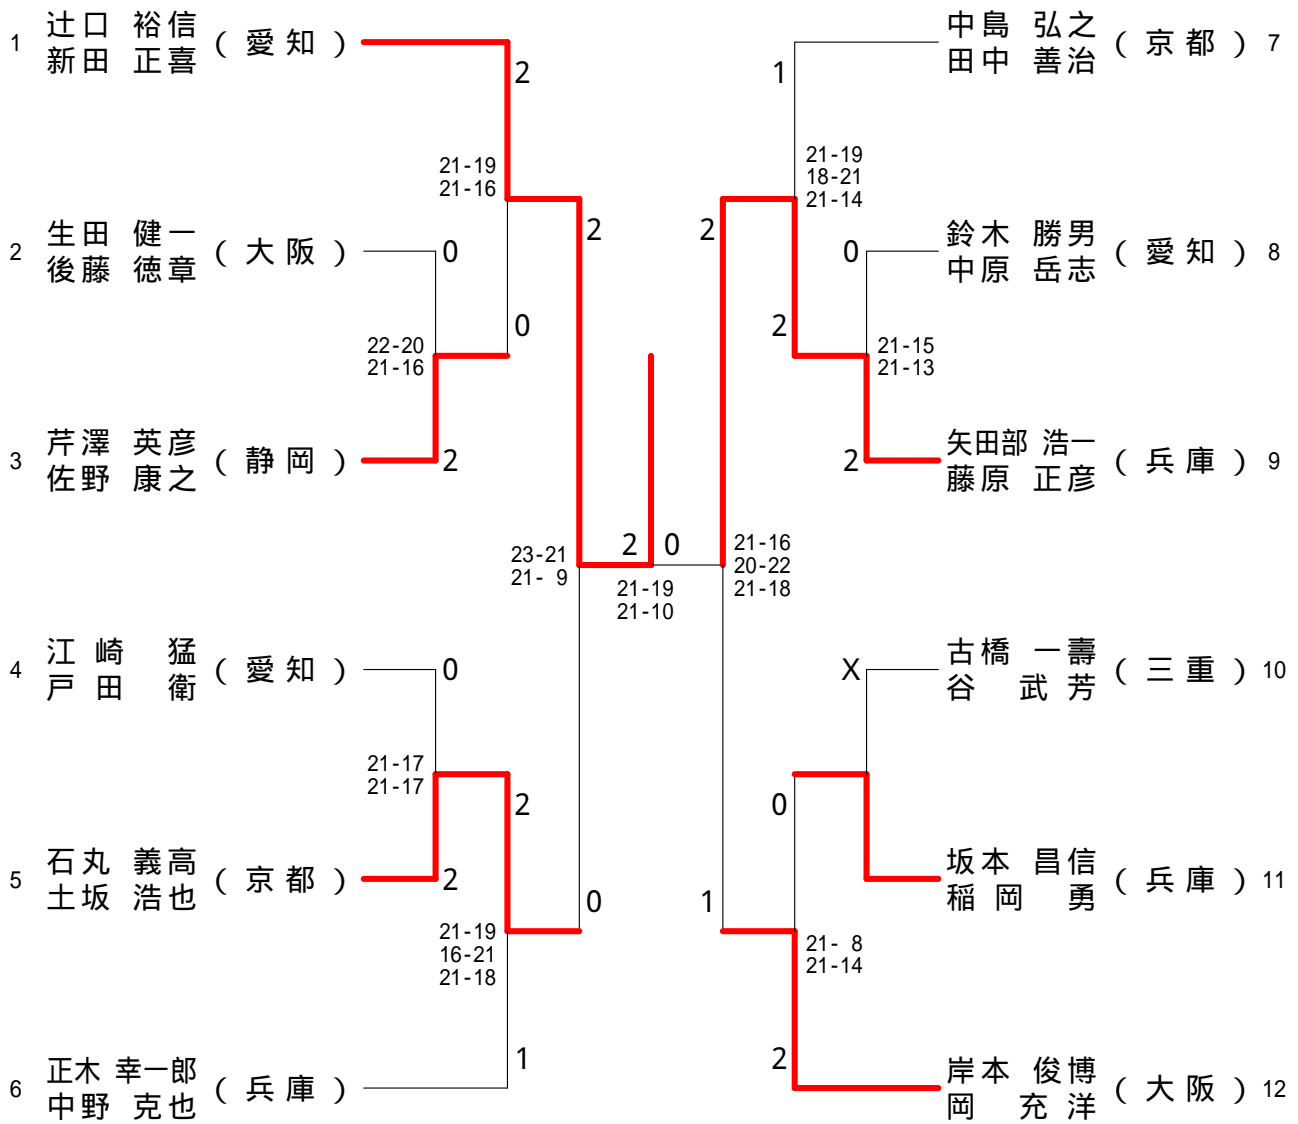 1 辻口 裕信 (愛知)
新田 正喜
2
21-19
21-16
2 生田 健一 (大阪)
後藤 徳章
0
0
22-20
21-16
3 芹澤 英彦 (静岡)
佐野 康之
2
2
23-21
21- 9
4 江崎 猛 (愛知)
戸田 衛
0
21-17
21-17
2
5 石丸 義高 (京都)
土坂 浩也
2
0
21-19
16-21
21-18
6 正木 幸一郎 (兵庫)
中野 克也
1
2 0
21-19
21-10
中島 弘之 (京都) 7
田中 善治
1
21-19
18-21
21-14
2
鈴木 勝男 (愛知) 8
中原 岳志
0
2
21-15
21-13
矢田部 浩一 (兵庫) 9
藤原 正彦
2
21-16
20-22
21-18
古橋 一壽 (三重) 10
谷 武芳
X
0
坂本 昌信 (兵庫) 11
稲岡 勇
1
21- 8
21-14
岸本 俊博 (大阪) 12
岡 充洋
2